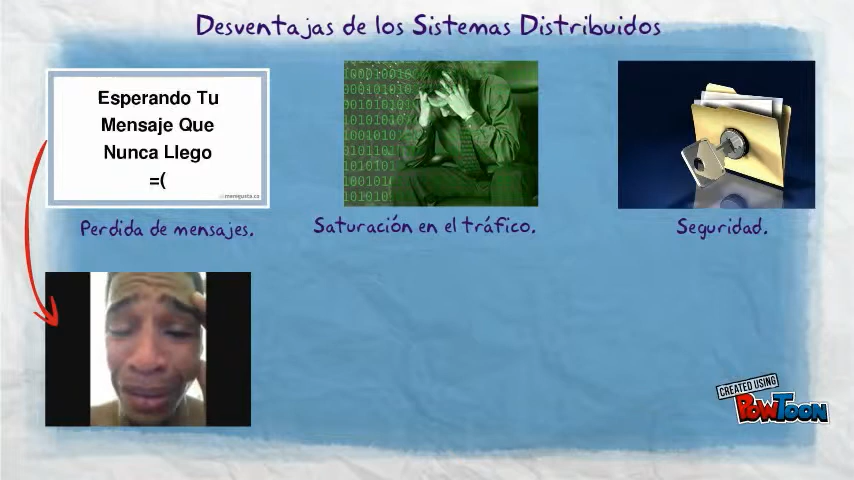 Desventajas de los Sistemas Distribuidos
Esperando Tu
Mensaje Que
Nunca Llego
=(
Perdida de mensajes.
Saturación en el tráfico.
Seguridad.
CREATED USING
POWTOON